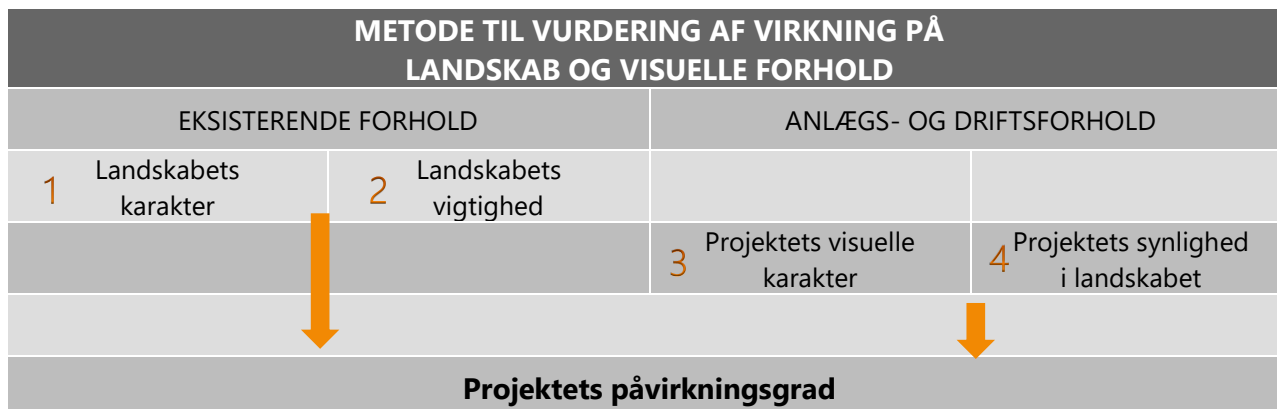 METODE TIL VURDERING AF VIRKNING PÅ
LANDSKAB OG VISUELLE FORHOLD
EKSISTERENDE FORHOLD
ANLÆGS- OG DRIFTSFORHOLD
1 Landskabets
karakter
2 Landskabets
vigtighed
3 Projektets visuelle
karakter
4 Projektets synlighed
i landskabet
Projektets påvirkningsgrad